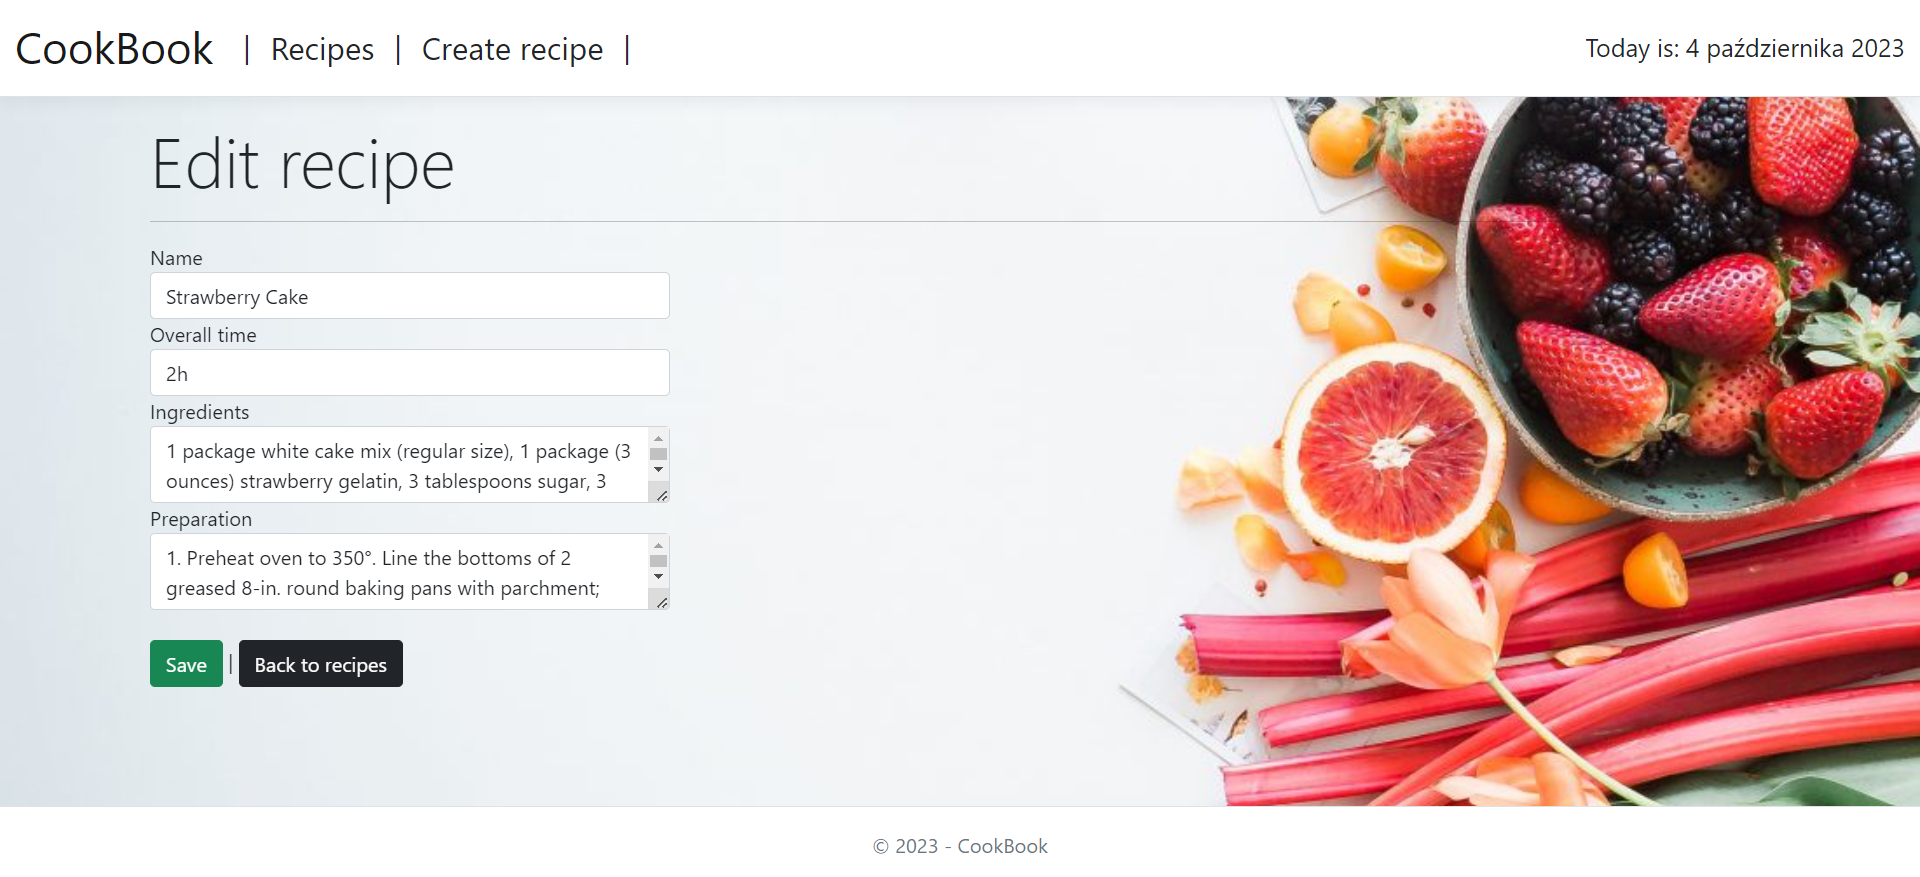 CookBook | Recipes | Create recipe |
Today is: 4 października 2023
Edit recipe
Name
Strawberry Cake
Overall time
2h
Ingredients
1 package white cake mix (regular size), 1 package (3
ounces) strawberry gelatin, 3 tablespoons sugar, 3
Preparation
1. Preheat oven to 350°. Line the bottoms of 2
greased 8-in. round baking pans with parchment;
Save | Back to recipes
© 2023 - CookBook